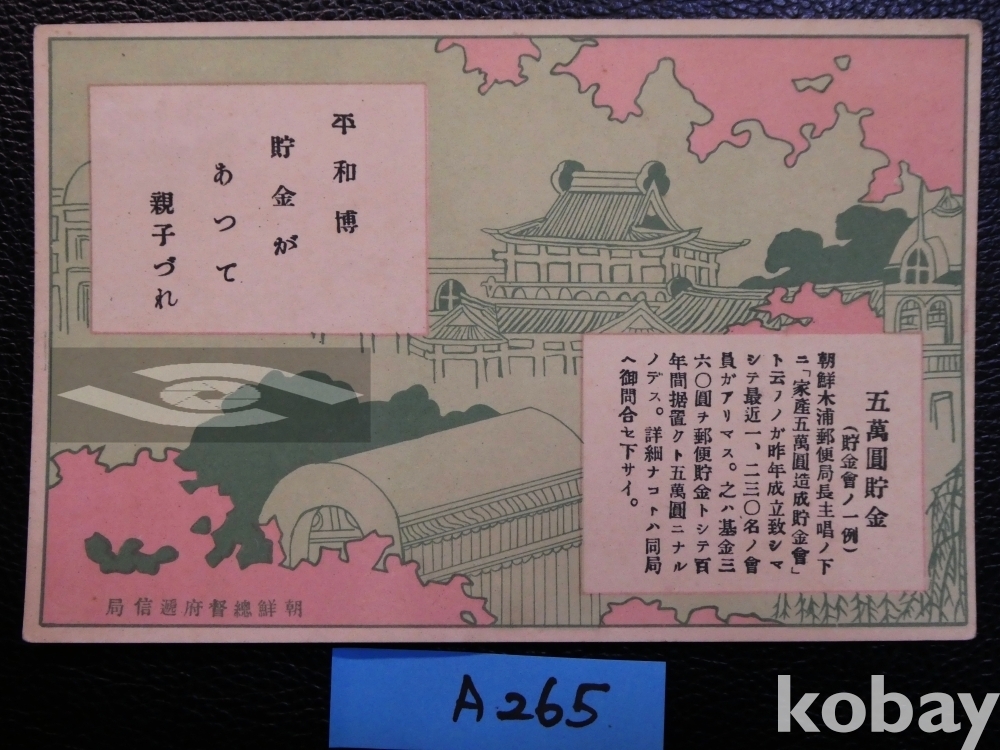 平和博
貯金が
あつて
親子づれ
五萬圓貯金
(貯金會ノ一例)
朝鮮木浦郵便局長主唱ノ下
ニ「家産五萬圓造成貯金會」
ト云フノガ昨年成立致シマ
シテ最近一、二三〇名ノ會
員ガアリマス。之ハ基金三
六〇圓ヲ郵便貯金トシテ百
年間据置クト五萬圓ニナル
ノデス。詳細ナコトハ同局
ヘ御問合セ下サイ。
局信遞府督總鮮朝
A265
kobay